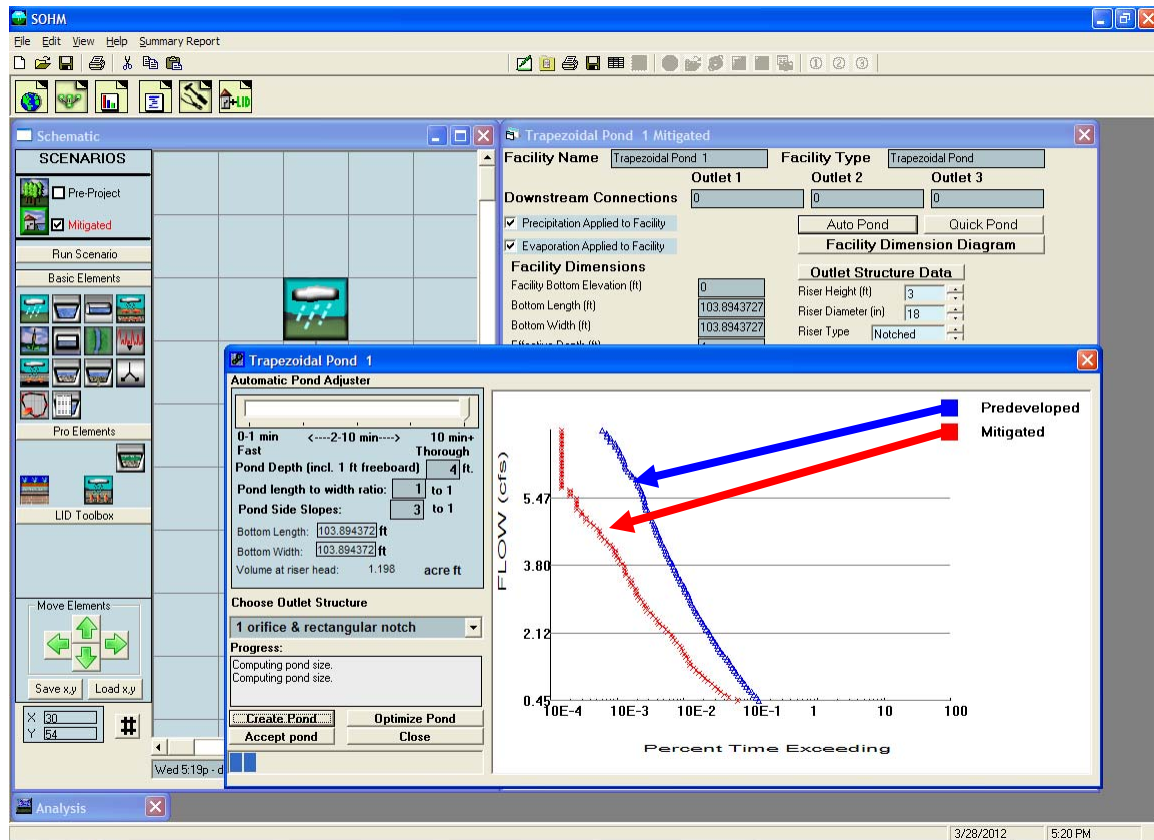 SOHM
File Edit View Help Summary Report
+LID
Schematic
SCENARIOS
Pre-Project
Mitigated
Run Scenario
Basic Elements
Pro Elements
LID Toolbox
Move Elements
Save x,y Load x,y
X 30
Y 54
#
Wed 5:19p - d
Trapezoidal Pond 1 Mitigated
Facility Name Trapezoidal Pond 1 Facility Type Trapezoidal Pond
Outlet 1 Outlet 2 Outlet 3
Downstream Connections 0 0 0
Precipitation Applied to Facility Auto Pond Quick Pond
Evaporation Applied to Facility Facility Dimension Diagram
Facility Dimensions Outlet Structure Data
Facility Bottom Elevation (ft) 0 Riser Height (ft) 3
Bottom Length (ft) 103.8943727 Riser Diameter (in) 18
Bottom Width (ft) 103.8943727 Riser Type Notched
Trapezoidal Pond 1
Automatic Pond Adjuster
0-1 min <----2-10 min----> 10 min+
Fast Thorough
Pond Depth (incl. 1 ft freeboard) 4 ft.
Pond length to width ratio: 1 to 1
Pond Side Slopes: 3 to 1
Bottom Length: 103.894372 ft
Bottom Width: 103.894372 ft
Volume at riser head: 1.198 acre ft
Choose Outlet Structure
1 orifice & rectangular notch
Progress:
Computing pond size.
Computing pond size.
Create Pond Optimize Pond
Accept pond Close
Predeveloped
Mitigated
FLOW (cfs)
5.47
3.80
2.12
0.45
10E-4 10E-3 10E-2 10E-1 1 10 100
Percent Time Exceeding
Analysis
3/28/2012 5:20 PM